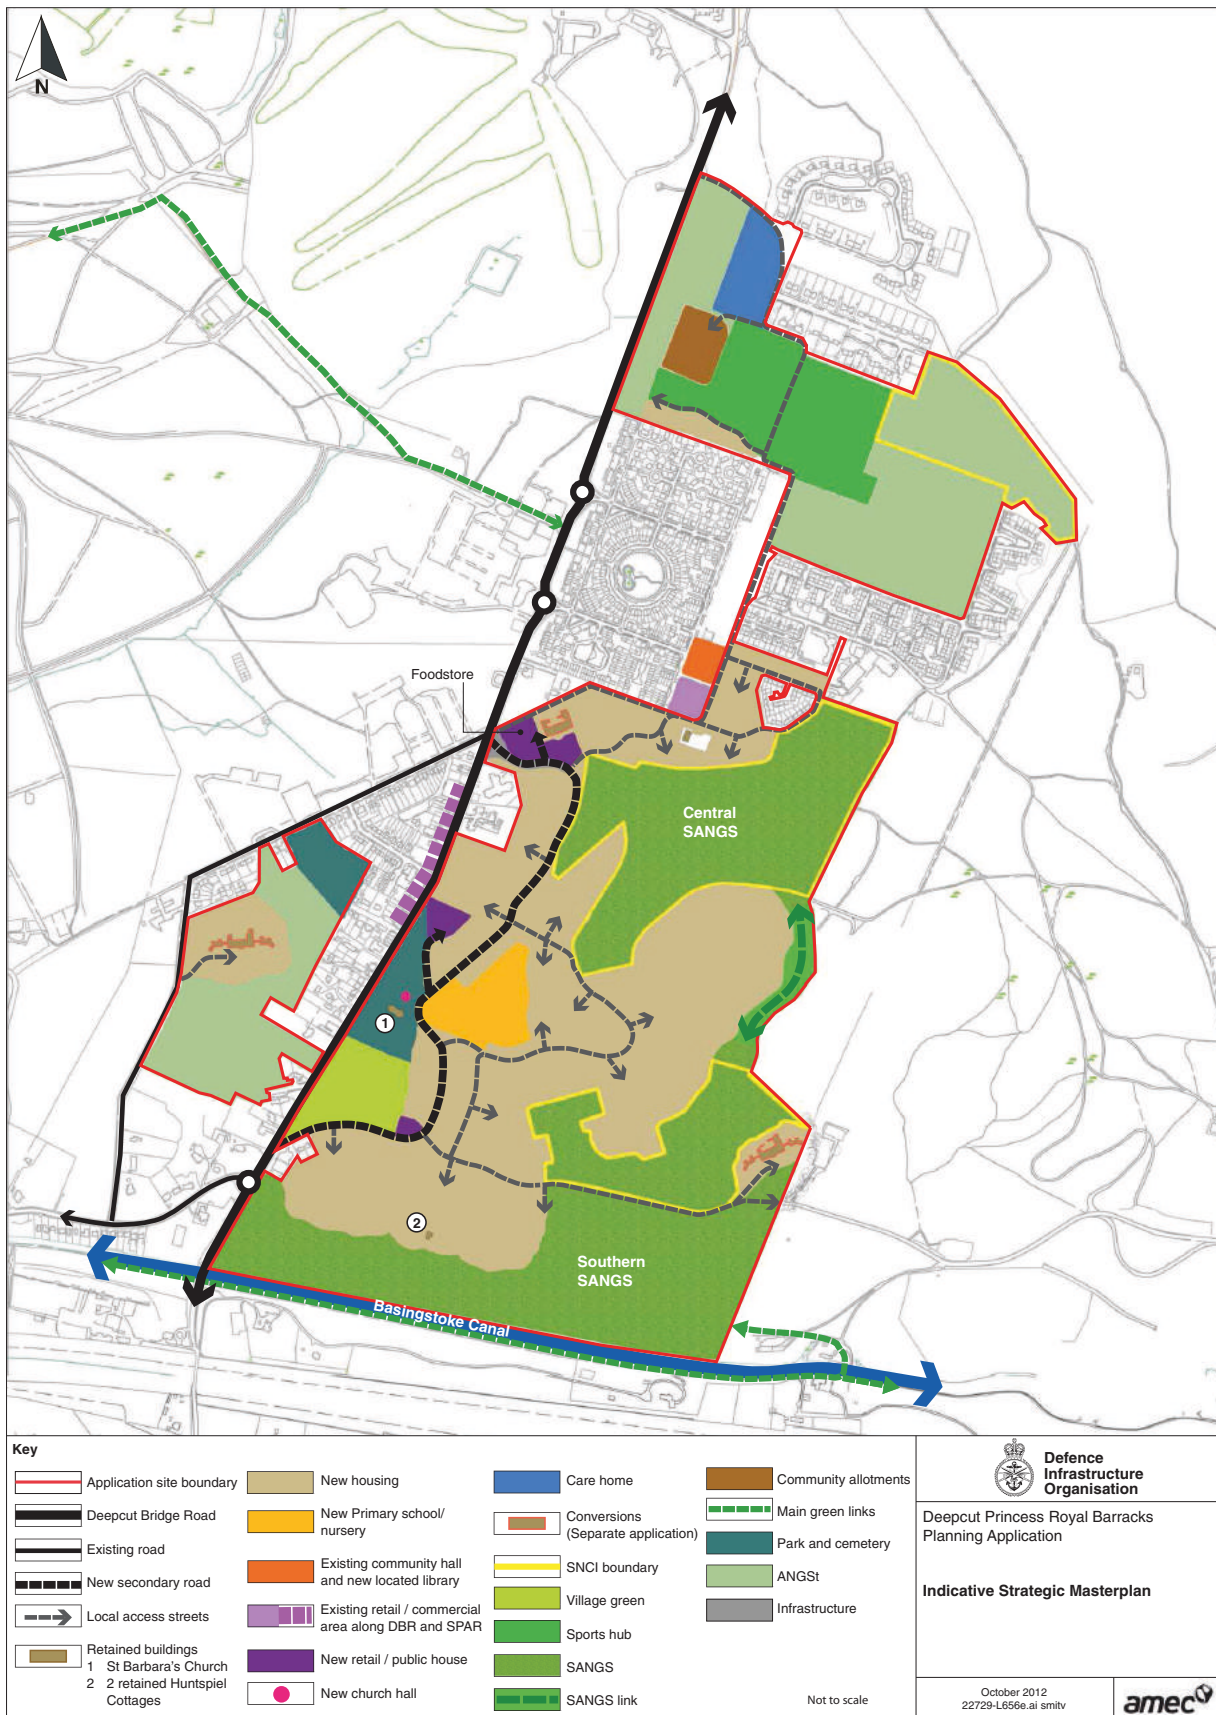 N
Foodstore
Central
SANGS
1
2
Southern
SANGS
Basingstoke Canal
Key
Application site boundary
Deepcut Bridge Road
Existing road
New secondary road
Local access streets
Retained buildings
1 St Barbara's Church
2 2 retained Huntspiel
Cottages
New housing
New Primary school/
nursery
Existing community hall
and new located library
Existing retail / commercial
area along DBR and SPAR
New retail / public house
New church hall
Care home
Conversions
(Separate application)
SNCI boundary
Village green
Sports hub
SANGS
SANGS link
Community allotments
Main green links
Park and cemetery
ANGSt
Infrastructure
Not to scale
Defence
Infrastructure
Organisation
Deepcut Princess Royal Barracks
Planning Application
Indicative Strategic Masterplan
October 2012
22729-L656e.ai smitv
amec